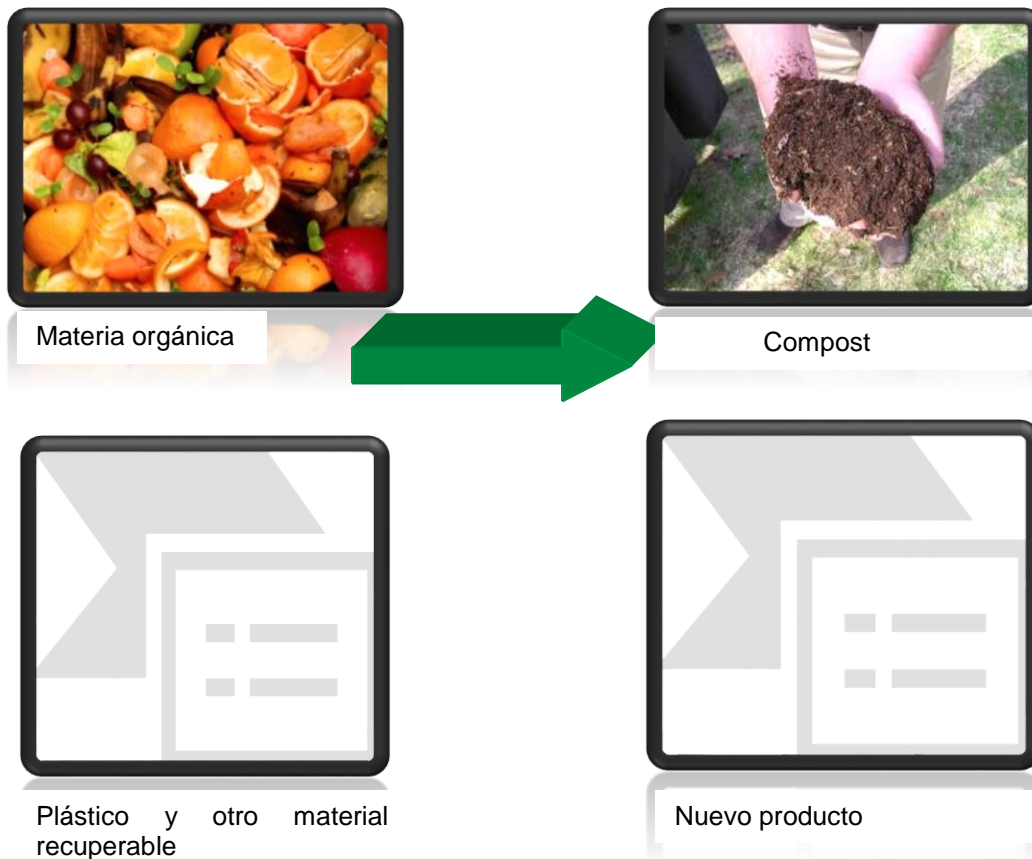 Materia orgánica
Compost
Plástico y otro material
recuperable
Nuevo producto